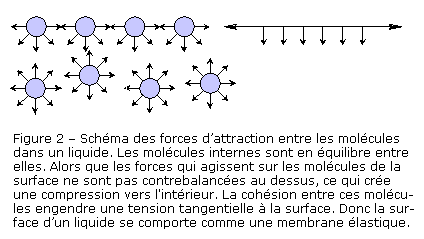 Figure 2 – Schéma des forces d'attraction entre les molécules
dans un liquide. Les molécules internes sont en équilibre entre
elles. Alors que les forces qui agissent sur les molécules de la
surface ne sont pas contrebalancées au dessus, ce qui crée
une compression vers l'intérieur. La cohésion entre ces molécu-
les engendre une tension tangentielle à la surface. Donc la sur-
face d'un liquide se comporte comme une membrane élastique.